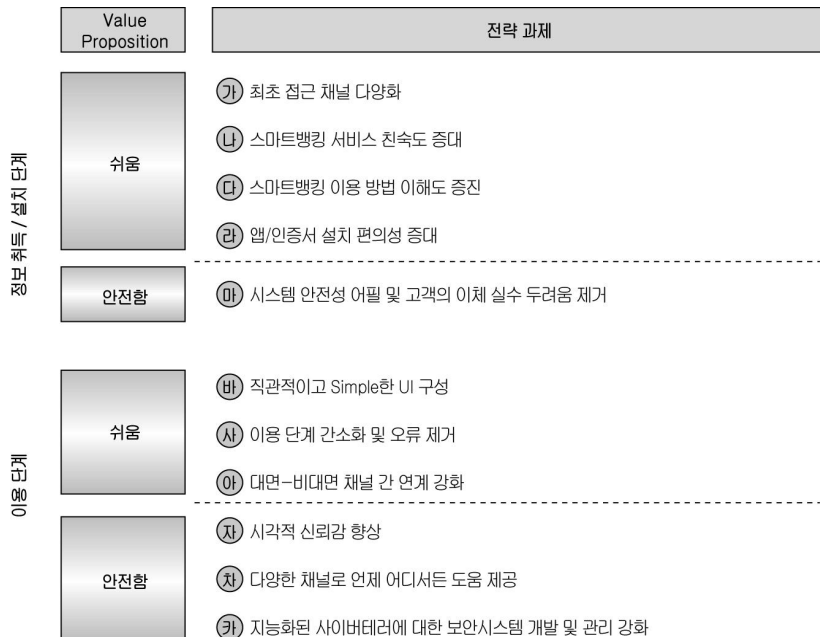 Value
Proposition
전략 과제
정보 취득 / 설치 단계
쉬움
㉮ 최초 접근 채널 다양화
㉯ 스마트뱅킹 서비스 친숙도 증대
㉰ 스마트뱅킹 이용 방법 이해도 증진
㉱ 앱/인증서 설치 편의성 증대
안전함
㉲ 시스템 안전성 어필 및 고객의 이체 실수 두려움 제거
이용 단계
쉬움
㉳ 직관적이고 Simple한 UI 구성
㉴ 이용 단계 간소화 및 오류 제거
㉵ 대면-비대면 채널 간 연계 강화
안전함
㉶ 시각적 신뢰감 향상
㉷ 다양한 채널로 언제 어디서든 도움 제공
㉸ 지능화된 사이버테러에 대한 보안시스템 개발 및 관리 강화